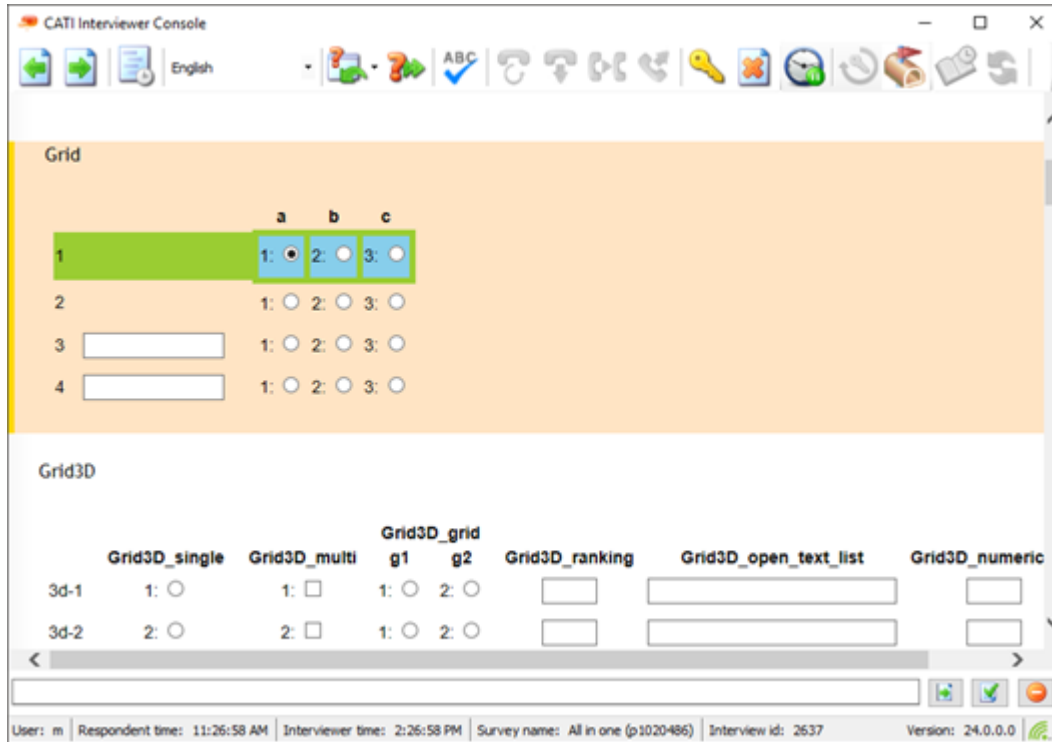 CATI Interviewer Console
English
ABC
Grid
a b c
1 1: 2: 3:
2 1: 2: 3:
3 1: 2: 3:
4 1: 2: 3:
Grid3D
Grid3D_grid
Grid3D_single Grid3D_multi g1 g2 Grid3D_ranking Grid3D_open_text_list Grid3D_numeric
3d-1 1: 1: 1: 2:
3d-2 2: 2: 1: 2:
User: m Respondent time: 11:26:58 AM Interviewer time: 2:26:58 PM Survey name: All in one (p1020486) Interview id: 2637 Version: 24.0.0.0